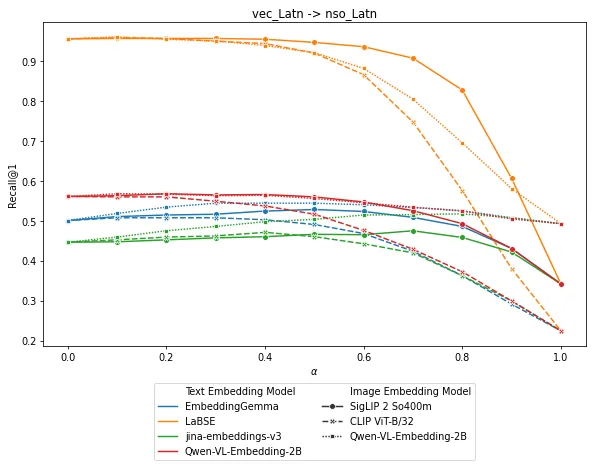 vec_Latn -> nso_Latn
Recall@1
0.9
0.8
0.7
0.6
0.5
0.4
0.3
0.2
0.0 0.2 0.4 0.6 0.8 1.0
α
Text Embedding Model Image Embedding Model
EmbeddingGemma SigLIP 2 So400m
LaBSE CLIP ViT-B/32
jina-embeddings-v3 Qwen-VL-Embedding-2B
Qwen-VL-Embedding-2B